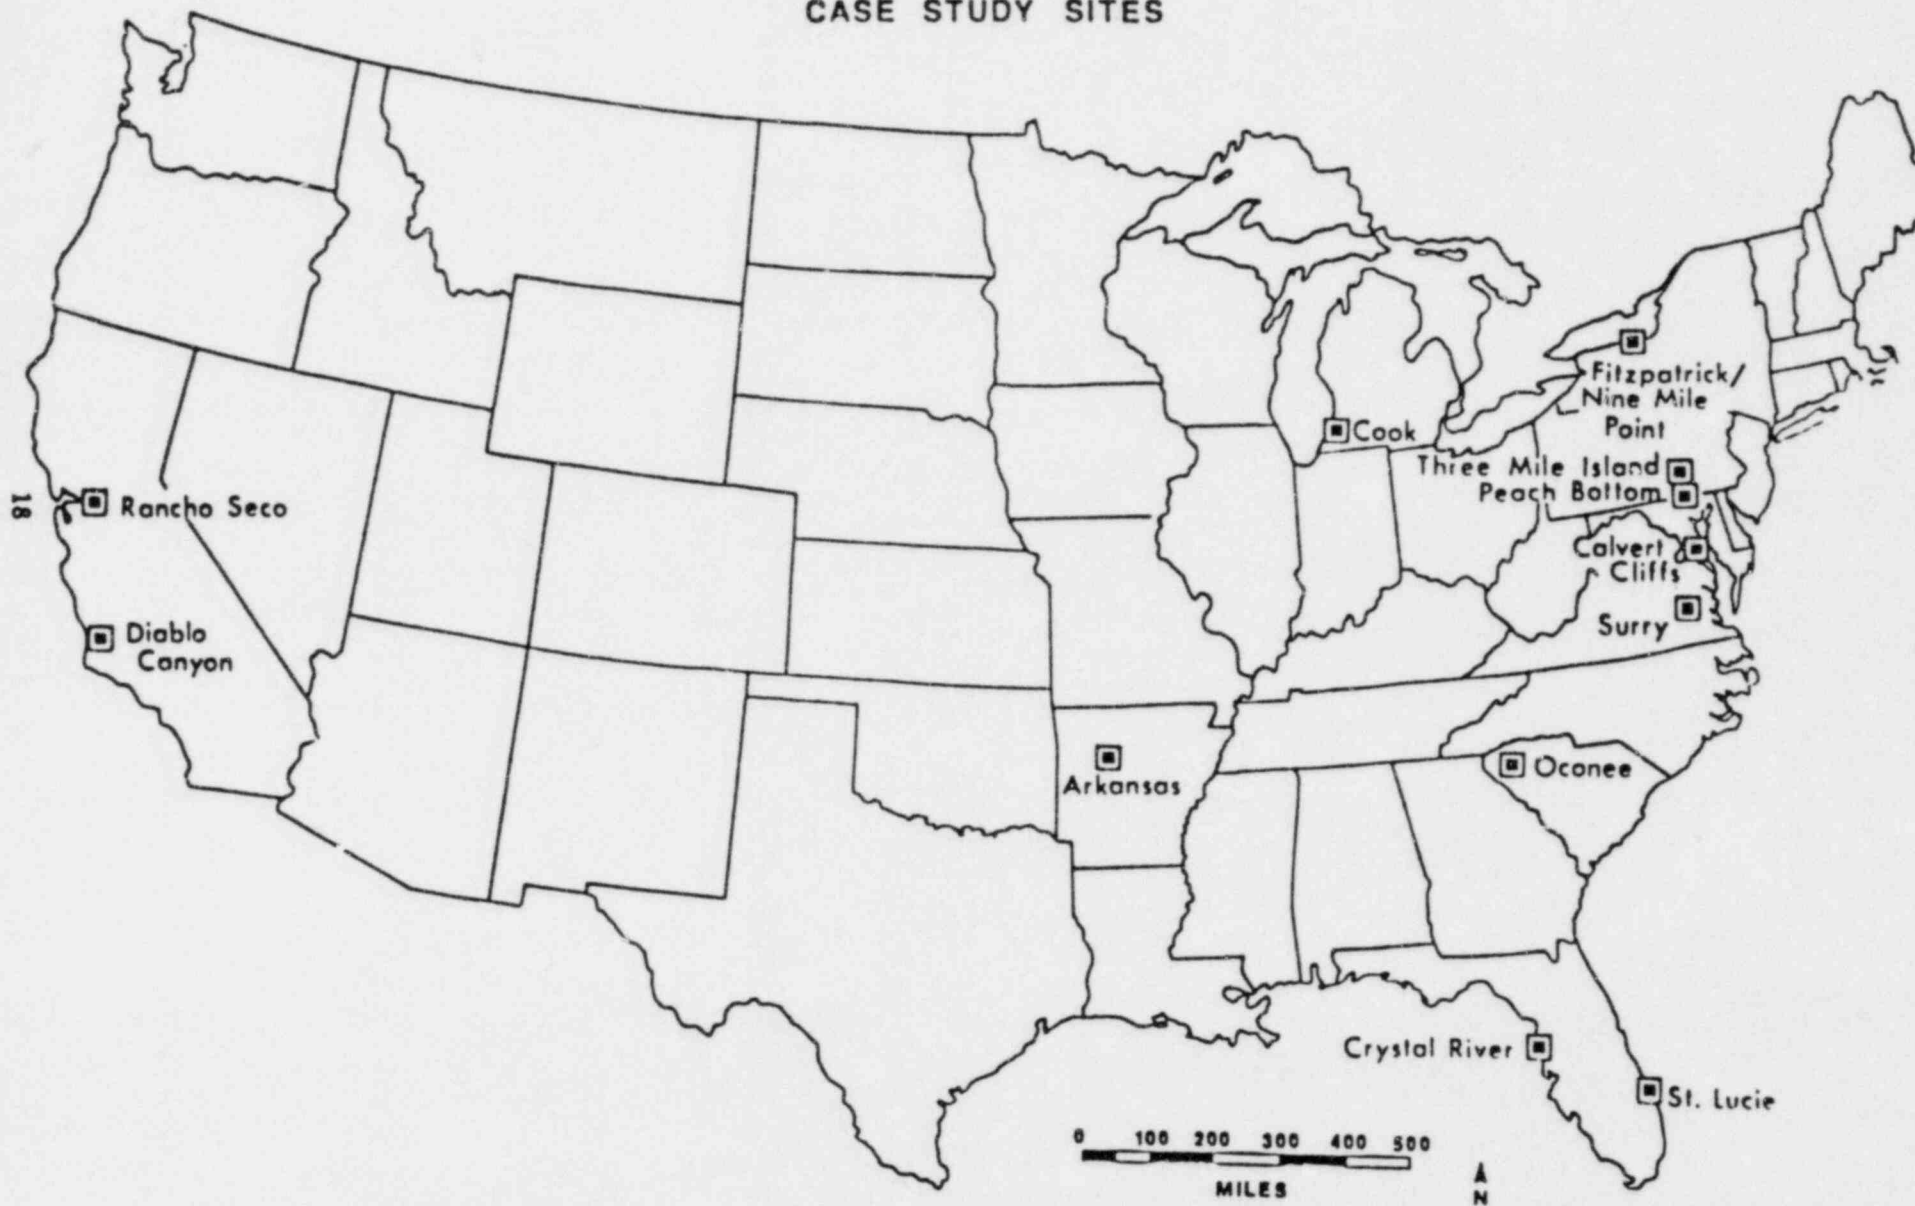 CASE STUDY SITES
Fitzpatrick/
Nine Mile
Point
Cook
Three Mile Island
Peach Bottom
18
Rancho Seco
Calvert
Cliffs
Surry
Diablo
Canyon
Arkansas
Oconee
Crystal River
St. Lucie
0 100 200 300 400 500
MILES
N